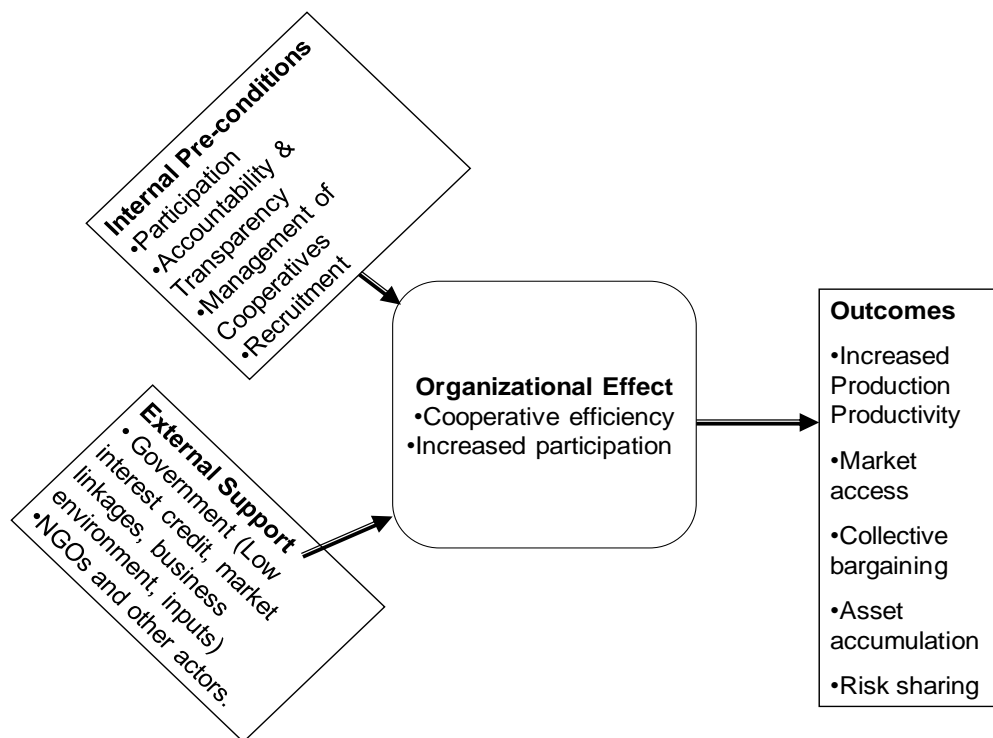 Internal Pre-conditions
•Participation
•Accountability &
Transparency
•Management of
Cooperatives
•Recruitment
External Support
• Government (Low
interest credit, market
linkages, business
environment, inputs)
•NGOs and other actors.
Organizational Effect
•Cooperative efficiency
•Increased participation
Outcomes
•Increased
Production
Productivity
•Market
access
•Collective
bargaining
•Asset
accumulation
•Risk sharing